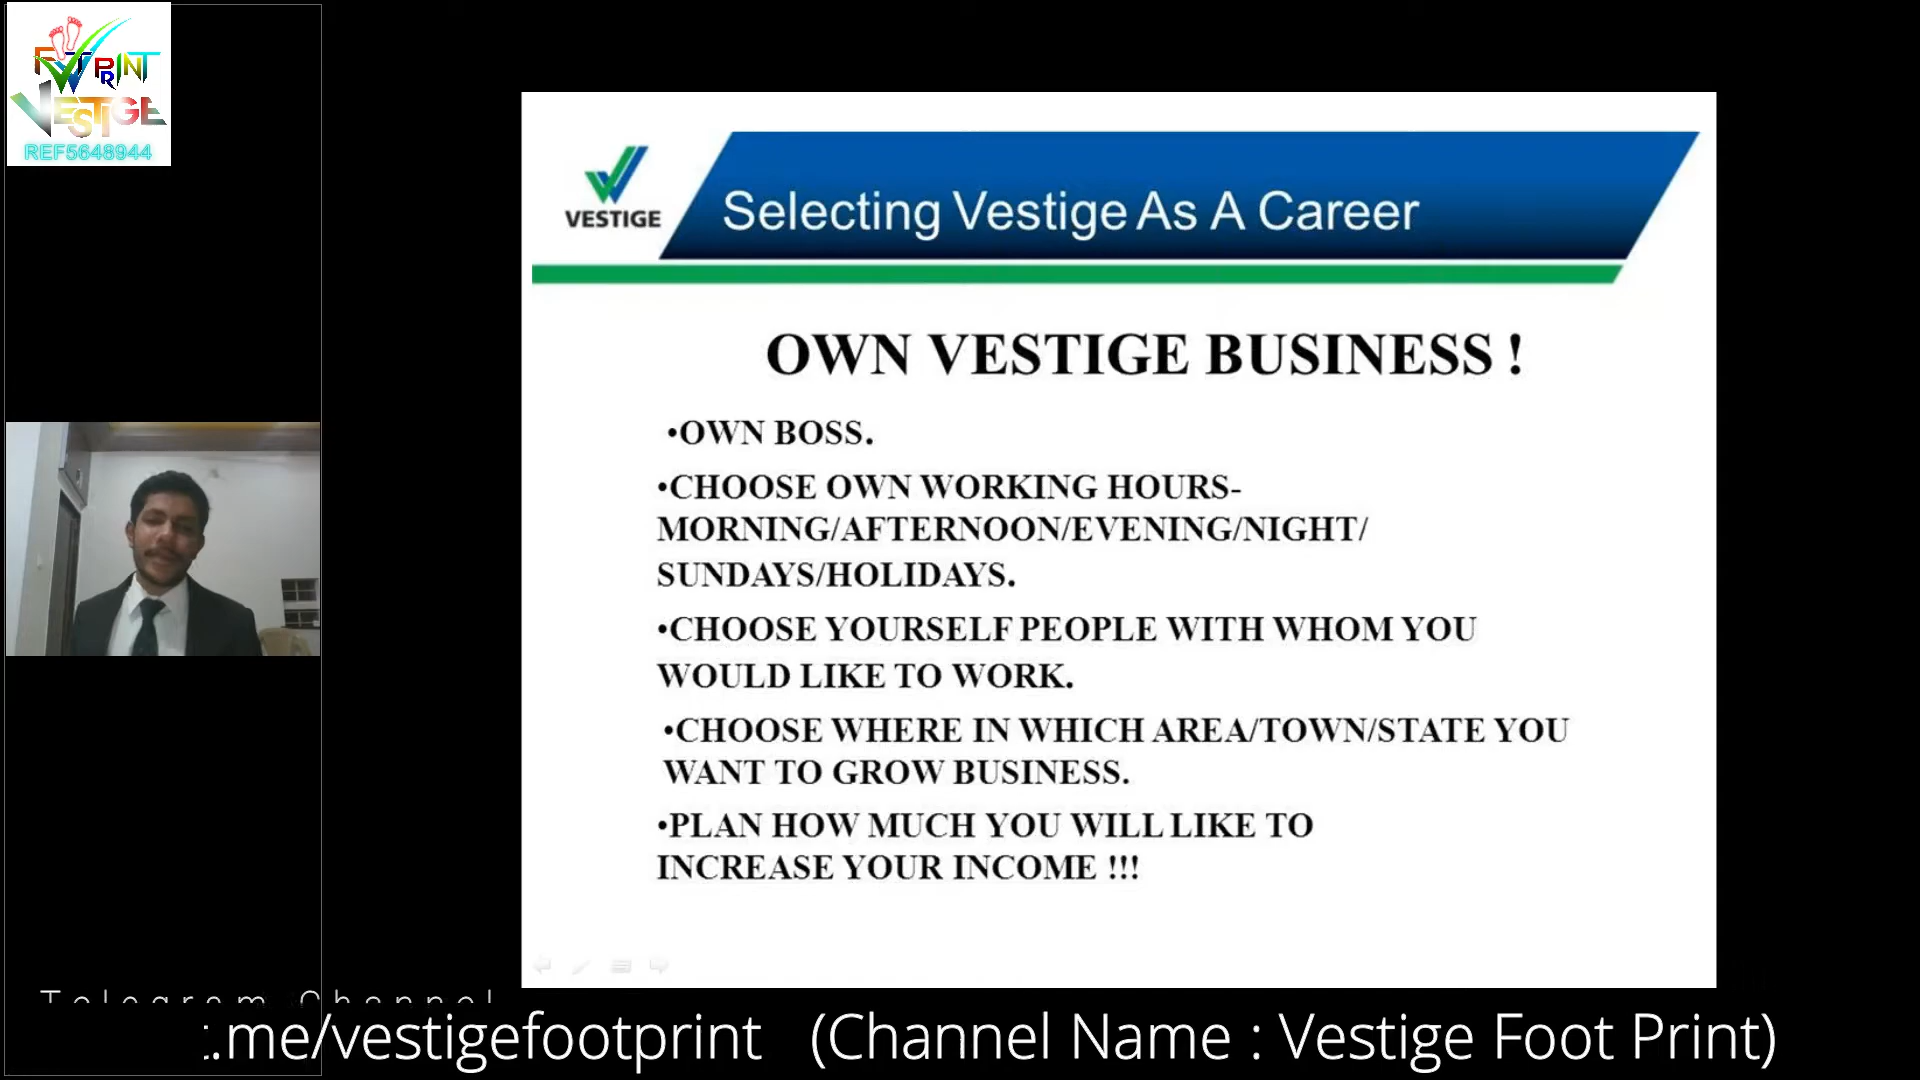 FOOTPRINT
VESTIGE
REF5648944
VESTIGE
Selecting Vestige As A Career
OWN VESTIGE BUSINESS !
•OWN BOSS.
•CHOOSE OWN WORKING HOURS-
MORNING/AFTERNOON/EVENING/NIGHT/
SUNDAYS/HOLIDAYS.
•CHOOSE YOURSELF PEOPLE WITH WHOM YOU
WOULD LIKE TO WORK.
•CHOOSE WHERE IN WHICH AREA/TOWN/STATE YOU
WANT TO GROW BUSINESS.
•PLAN HOW MUCH YOU WILL LIKE TO
INCREASE YOUR INCOME !!!
Telegram Channel
.me/vestigefootprint (Channel Name : Vestige Foot Print)